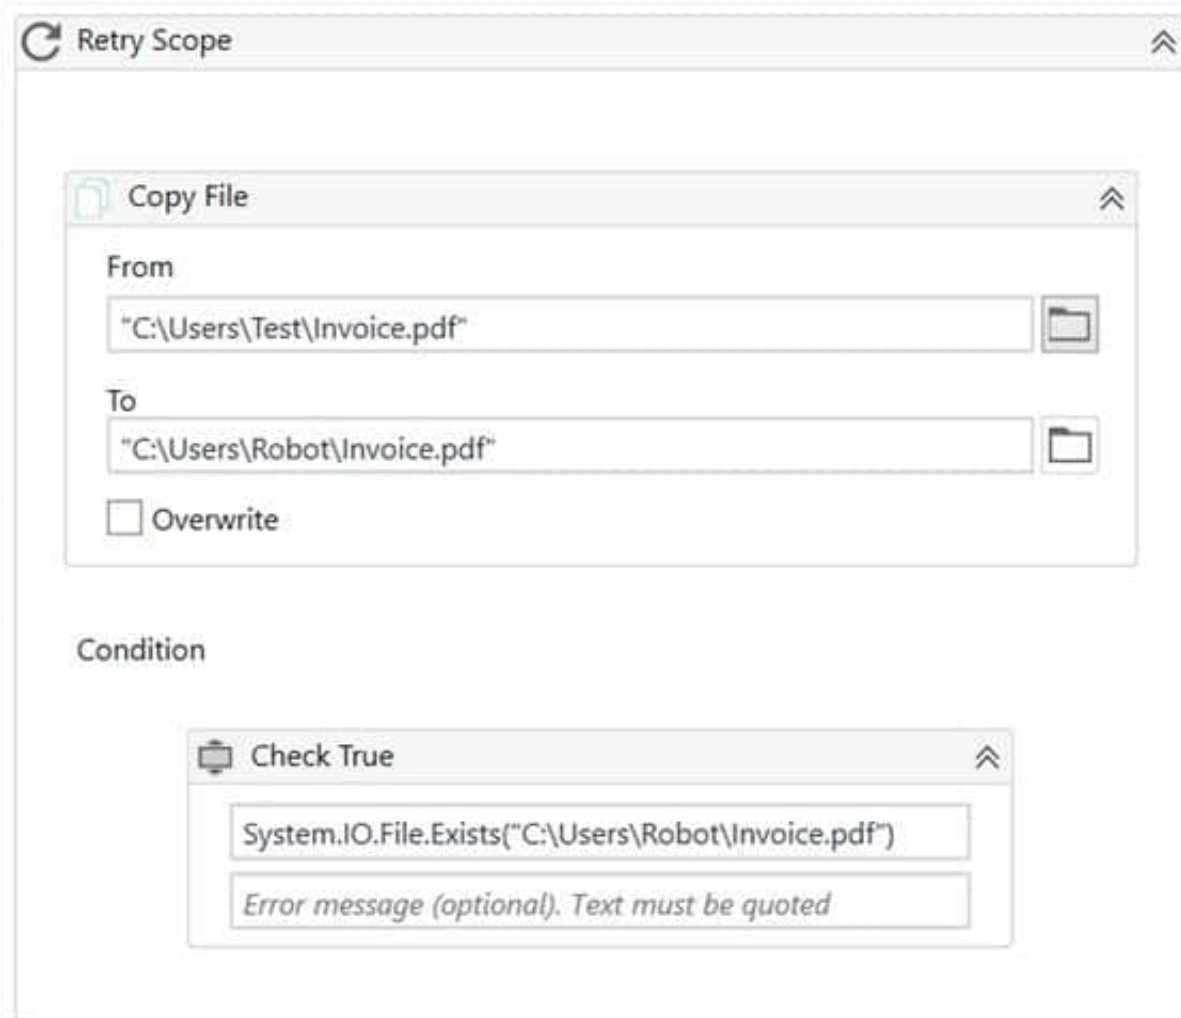 Retry Scope
Copy File
From
"C:\Users\Test\Invoice.pdf"
To
"C:\Users\Robot\Invoice.pdf"
Overwrite
Condition
Check True
System.IO.File.Exists("C:\Users\Robot\Invoice.pdf")
Error message (optional). Text must be quoted